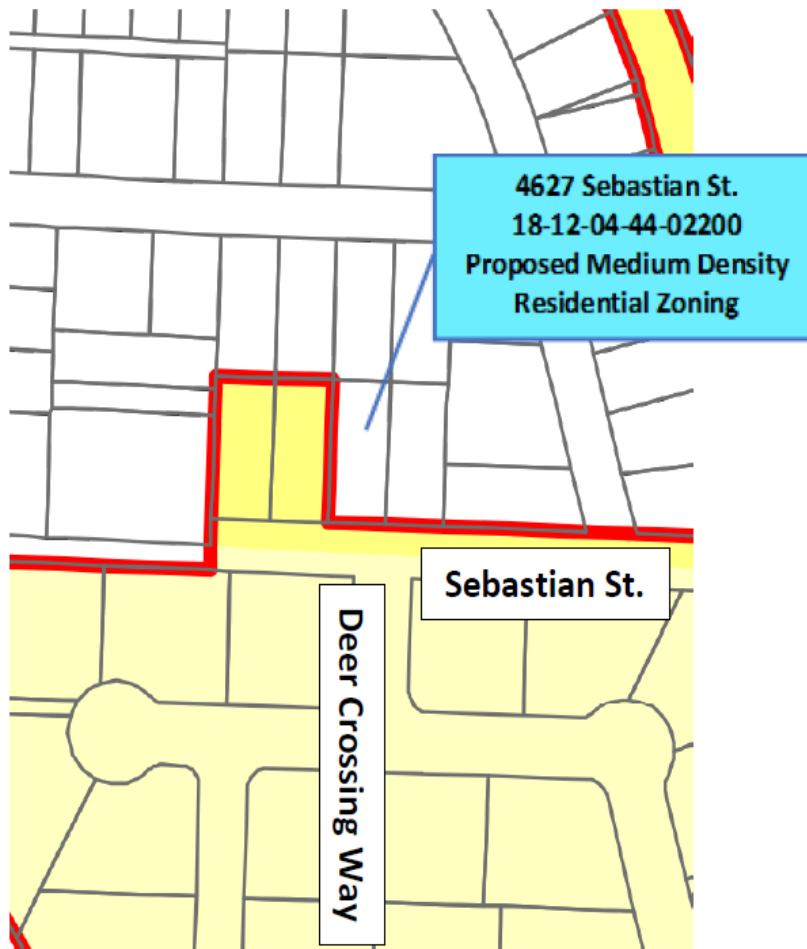 4627 Sebastian St.
18-12-04-44-02200
Proposed Medium Density
Residential Zoning
Sebastian St.
Deer Crossing Way